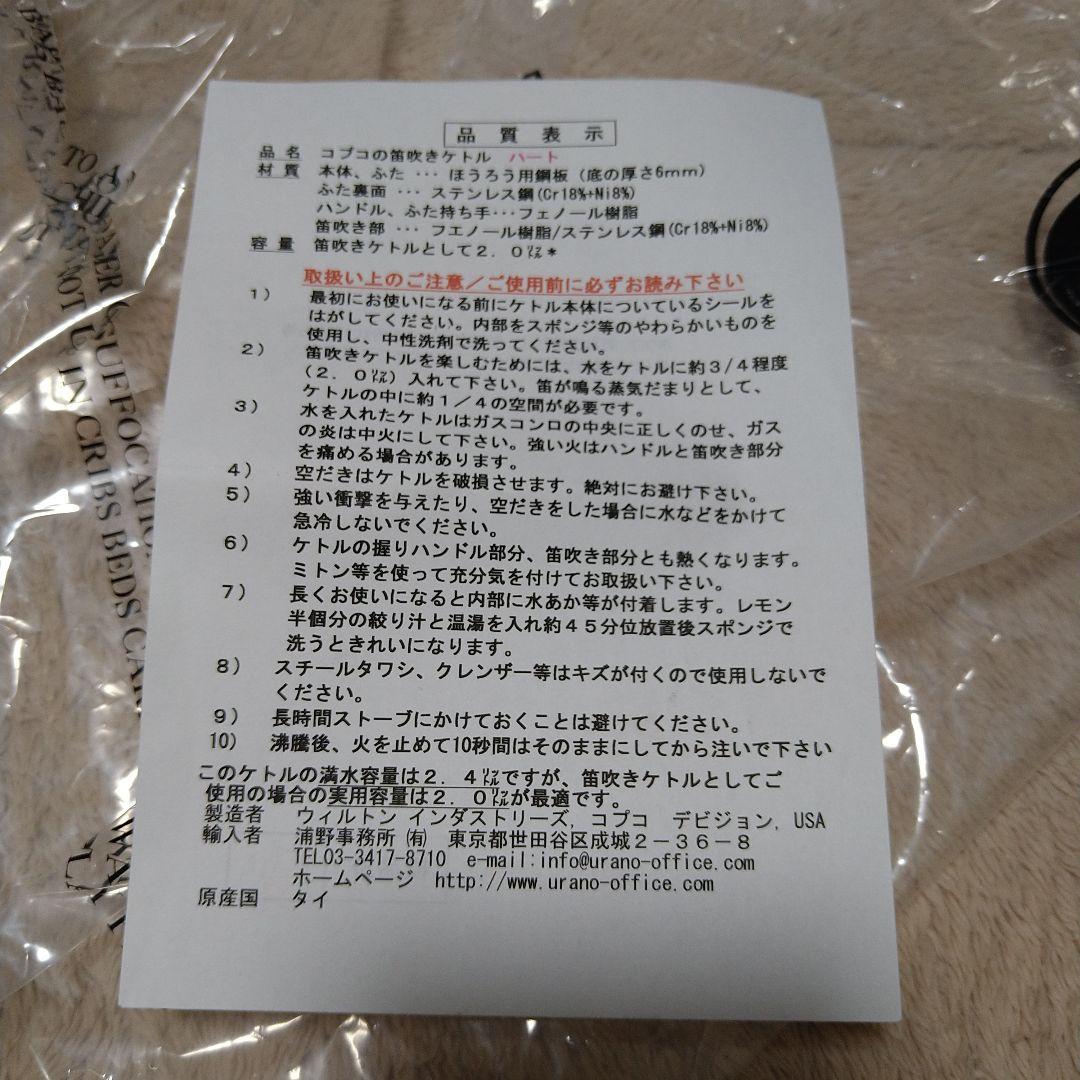 品 質 表 示
品 名 コプコの笛吹きケトル ハート
材 質 本体、ふた … ほうろう用鋼板（底の厚さ6mm）
ふた裏面 … ステンレス鋼(Cr18%+Ni8%)
ハンドル、ふた持ち手…フェノール樹脂
笛吹き部 … フエノール樹脂/ステンレス鋼(Cr18%+Ni8%)
容 量 笛吹きケトルとして２．０㍑*
取扱い上のご注意／ご使用前に必ずお読み下さい
１） 最初にお使いになる前にケトル本体についているシールを
はがしてください。内部をスポンジ等のやわらかいものを
使用し、中性洗剤で洗ってください。
２） 笛吹きケトルを楽しむためには、水をケトルに約３/４程度
（２．０㍑）入れて下さい。笛が鳴る蒸気だまりとして、
ケトルの中に約１／４の空間が必要です。
３） 水を入れたケトルはガスコンロの中央に正しくのせ、ガス
の炎は中火にして下さい。強い火はハンドルと笛吹き部分
を痛める場合があります。
４） 空だきはケトルを破損させます。絶対にお避け下さい。
５） 強い衝撃を与えたり、空だきをした場合に水などをかけて
急冷しないでください。
６） ケトルの握りハンドル部分、笛吹き部分とも熱くなります。
ミトン等を使って充分気を付けてお取扱い下さい。
７） 長くお使いになると内部に水あか等が付着します。レモン
半個分の絞り汁と温湯を入れ約４５分位放置後スポンジで
洗うときれいになります。
８） スチールタワシ、クレンザー等はキズが付くので使用しないで
ください。
９） 長時間ストーブにかけておくことは避けてください。
10） 沸騰後、火を止めて10秒間はそのままにしてから注いで下さい
このケトルの満水容量は２．４㍑ですが、笛吹きケトルとしてご
使用の場合の実用容量は２．０㍑が最適です。
製造者 ウィルトン インダストリーズ, コプコ デビジョン, USA
輸入者 浦野事務所 ㈲ 東京都世田谷区成城２－３６－８
TEL03-3417-8710 e-mail:info@urano-office.com
ホームページ http://www.urano-office.com
原産国 タイ
SUFFOCATION
IN CRIBS BEDS